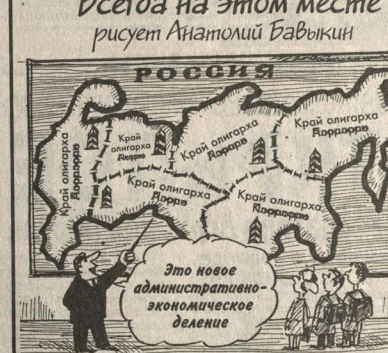 Всегда на этом месте
рисует Анатолий Бавыкин
РОССИЯ
Край олигарха
Край
олигарха
Край олигарха
Край олигарха
Край олигарха
Край олигарха
Это новое
административно-
экономическое
деление